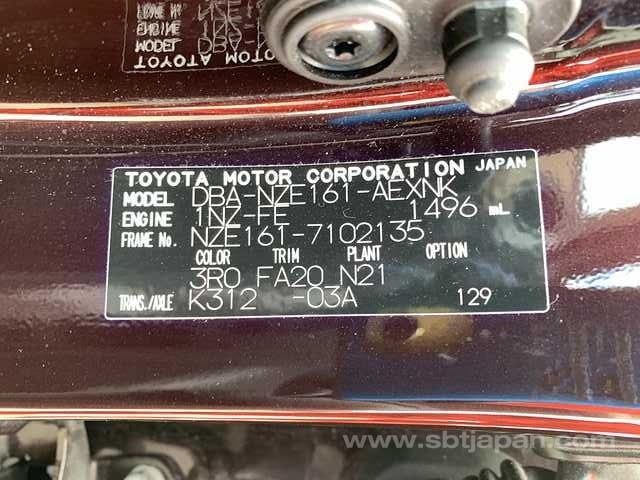 TOYOTA MOTOR CORPORATION JAPAN
MODEL DBA-NZE161-AEXNK
ENGINE 1NZ-FE 1496 mL
FRAME No. NZE161-7102135
COLOR TRIM PLANT OPTION
3R0 FA20 N21
TRANS./AXLE K312 -03A 129
www.sbtjapan.com